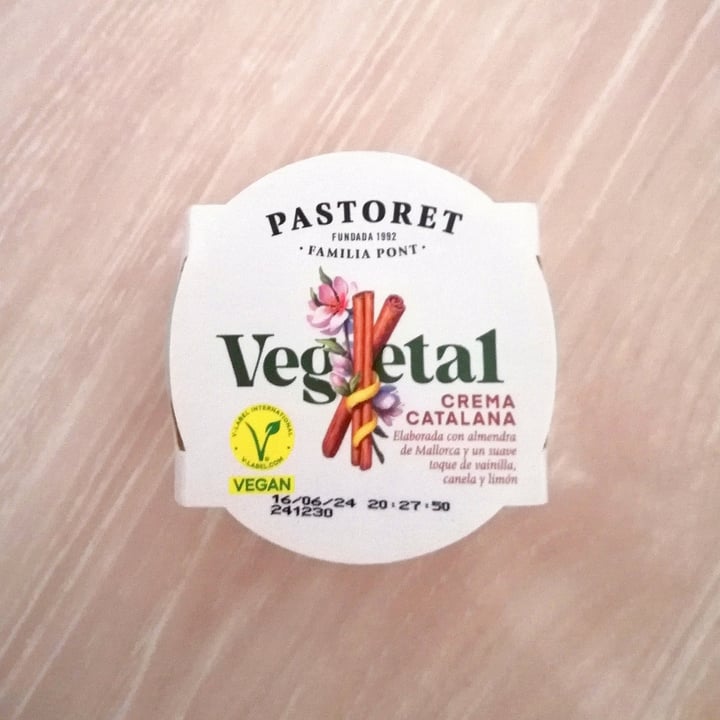 PASTORET
FUNDADA 1992
· FAMILIA PONT ·
Vegetal
CREMA
CATALANA
Elaborada con almendra
de Mallorca y un suave
toque de vainilla,
canela y limón
V-LABEL INTERNATIONAL
V-LABEL.COM
VEGAN
16/06/24 20:27:50
241230